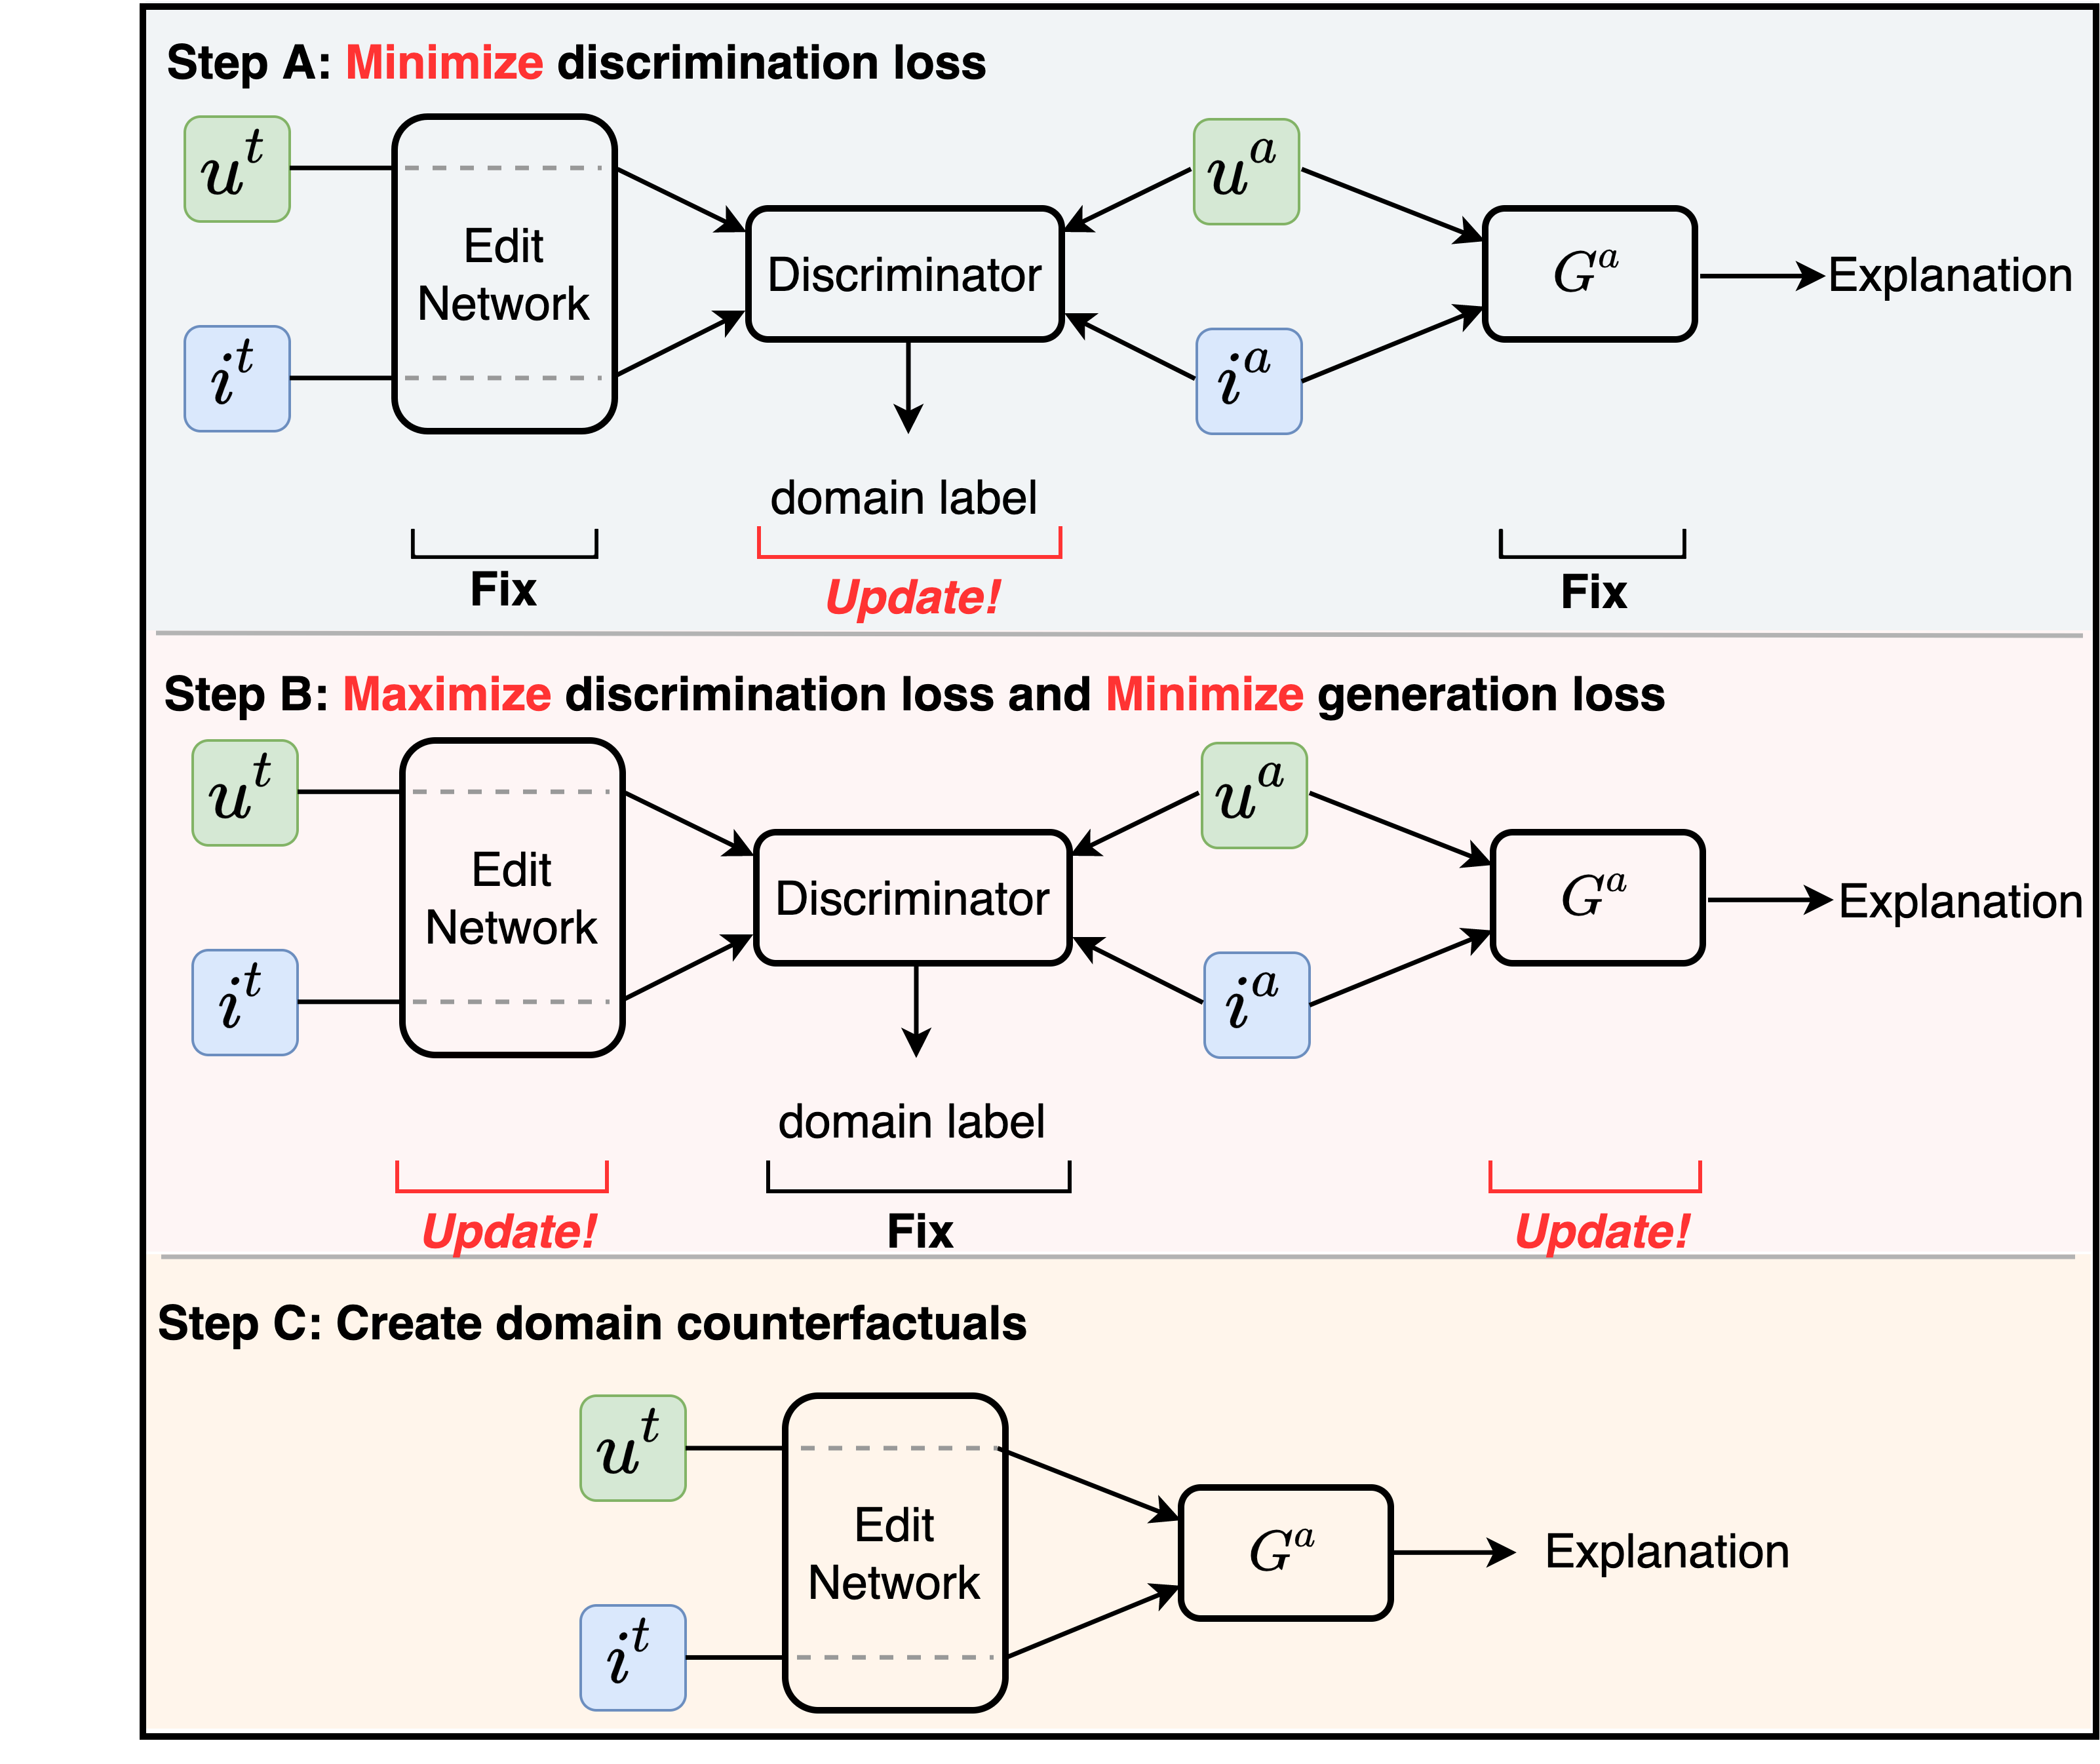 Step A: Minimize discrimination loss
u^t
u^a
Edit
Network
Discriminator
G^a
Explanation
i^t
i^a
domain label
Fix
Update!
Fix
Step B: Maximize discrimination loss and Minimize generation loss
u^t
u^a
Edit
Network
Discriminator
G^a
Explanation
i^t
i^a
domain label
Update!
Fix
Update!
Step C: Create domain counterfactuals
u^t
Edit
Network
G^a
Explanation
i^t